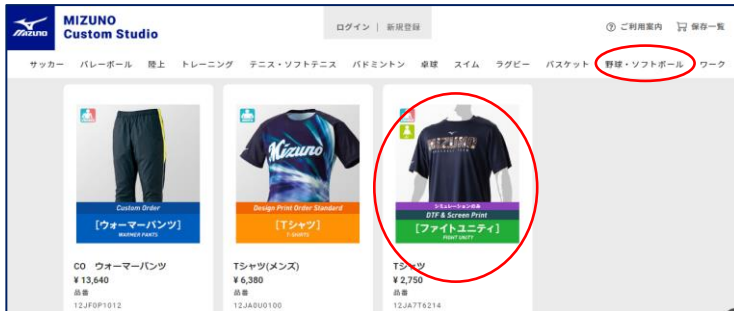 MIZUNO
MIZUNO
Custom Studio
ログイン | 新規登録
ご利用案内 保存一覧
サッカー バレーボール 陸上 トレーニング テニス・ソフトテニス バドミントン 卓球 スイム ラグビー バスケット 野球・ソフトボール ワーク
Custom Order
[ウォーマーパンツ]
WARMER PANTS
CO ウォーマーパンツ
¥ 13,640
品番
12JF0P1012
Mizuno
Design Print Order Standard
[Tシャツ]
T-SHIRTS
Tシャツ(メンズ)
¥ 6,380
品番
12JA0U0100
MIZUNO
シミュレーションのみ
DTF & Screen Print
[ファイトユニティ]
FIGHT UNITY
Tシャツ
¥ 2,750
品番
12JA7T6214